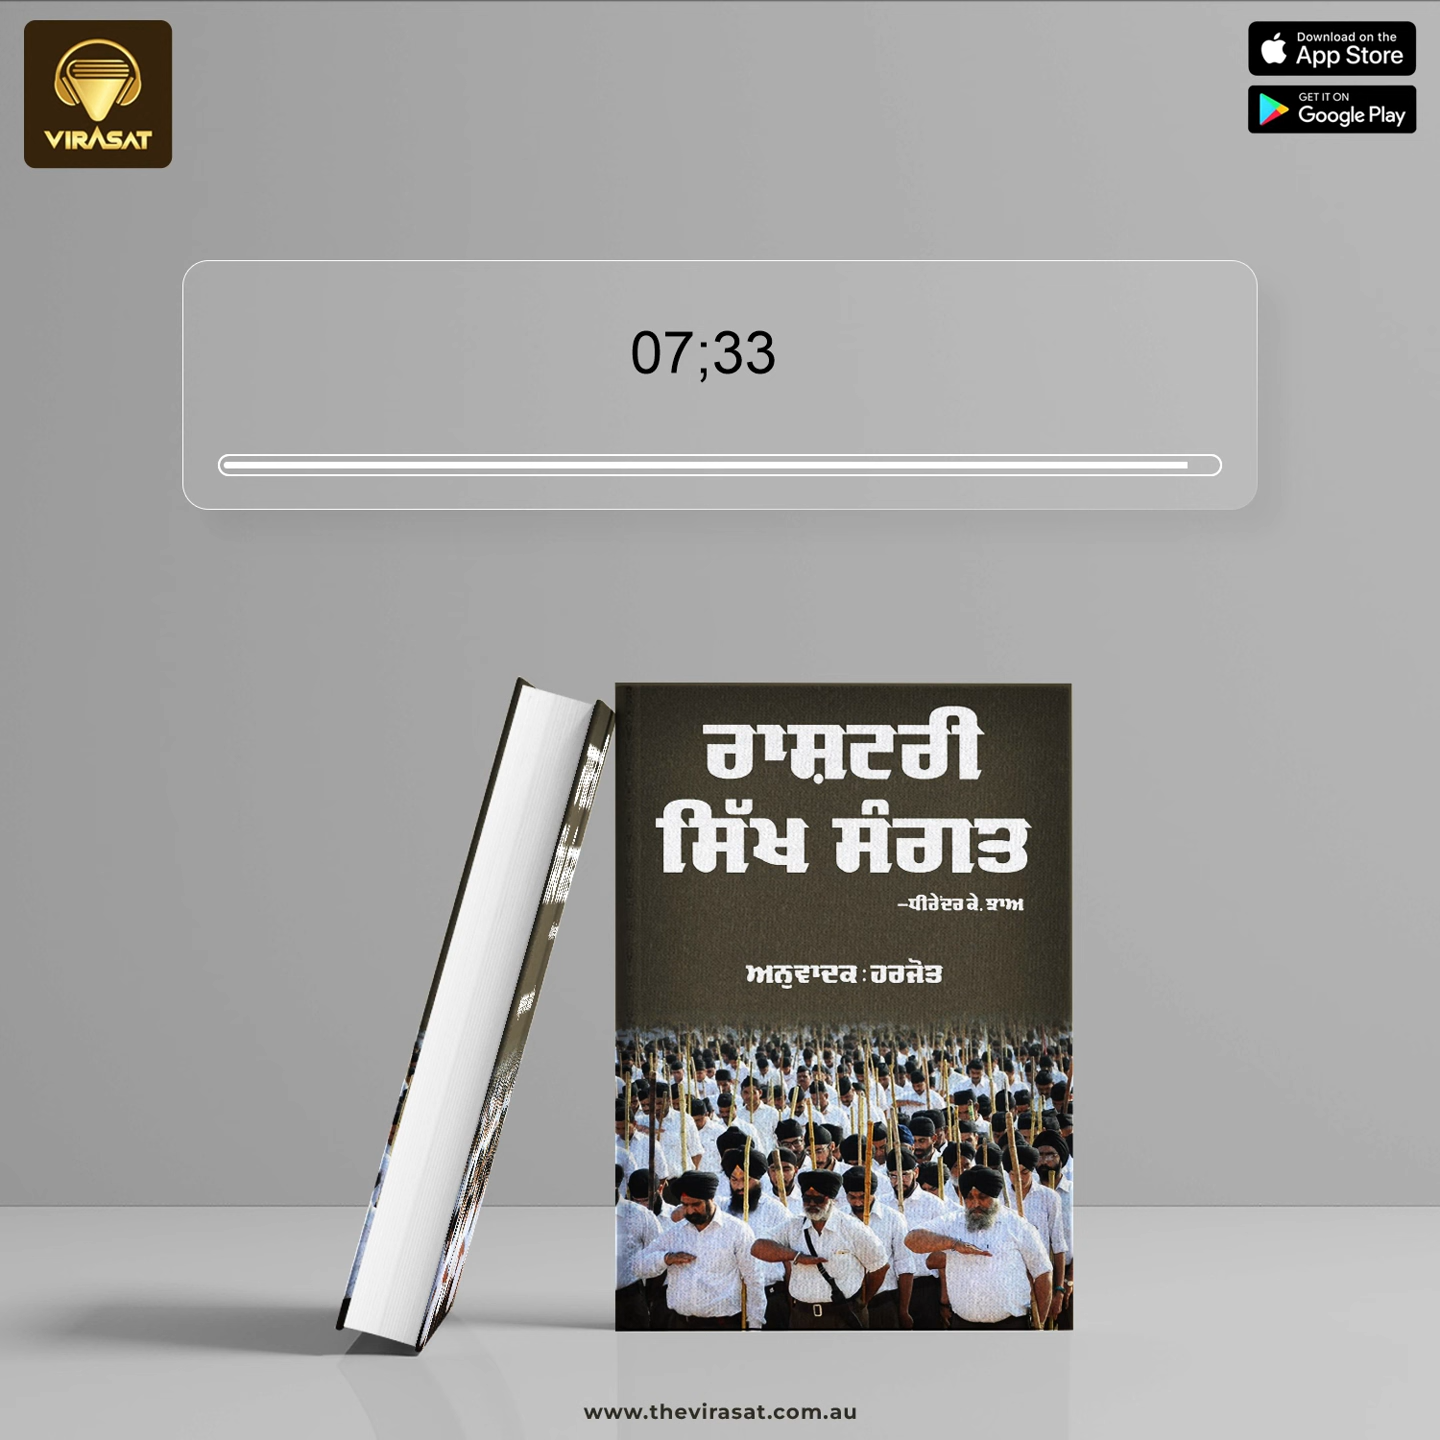 VIRASAT
Download on the
App Store
GET IT ON
Google Play
07;33
ਰਾਸ਼ਟਰੀ
ਸਿੱਖ ਸੰਗਤ
–ਧੀਰੇਂਦਰ ਕੇ. ਝਾਅ
ਅਨੁਵਾਦਕ : ਹਰਜੋਤ
www.thevirasat.com.au